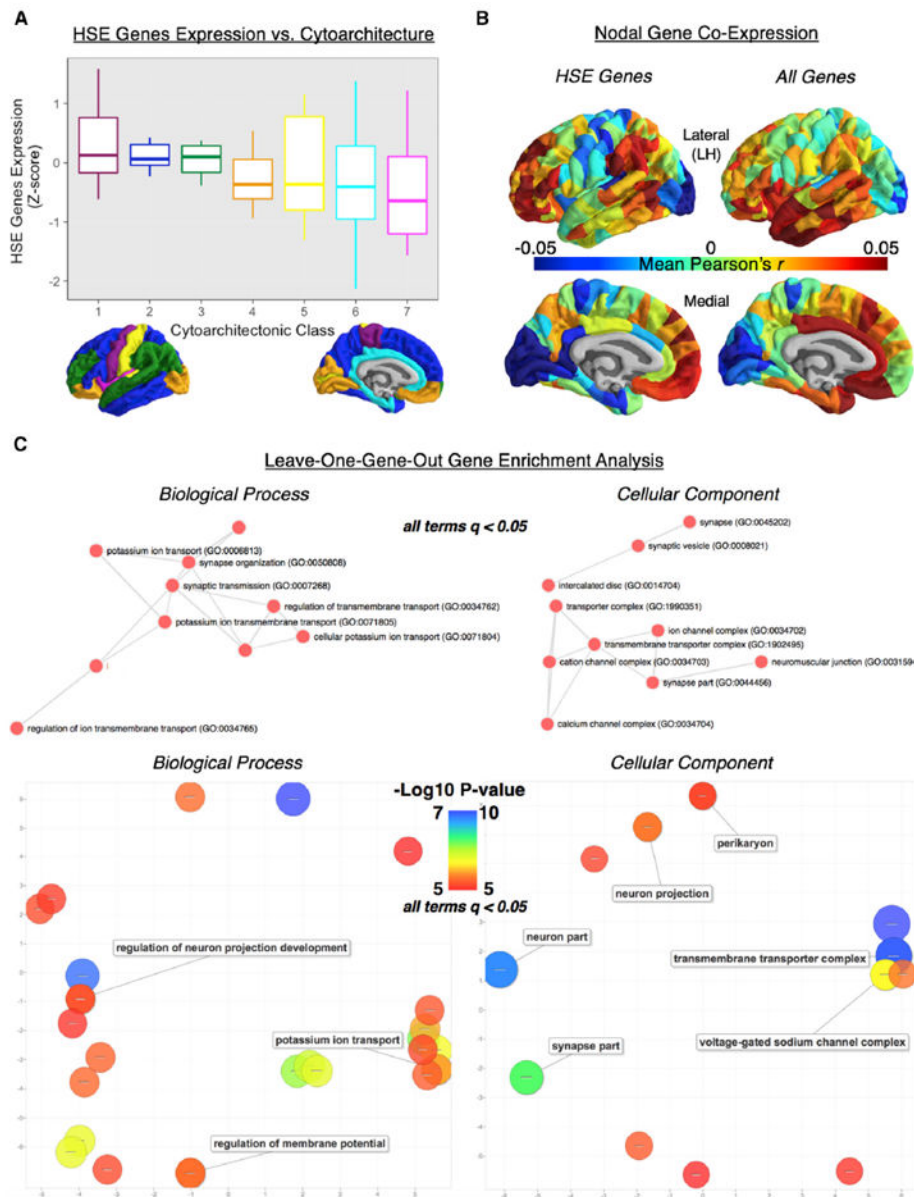 A
HSE Genes Expression vs. Cytoarchitecture
HSE Genes Expression
(Z-score)
1
0
-1
-2
1 2 3 4 5 6 7
Cytoarchitectonic Class
B
Nodal Gene Co-Expression
HSE Genes
All Genes
Lateral
(LH)
-0.05 0 0.05
Mean Pearson's r
Medial
C
Leave-One-Gene-Out Gene Enrichment Analysis
Biological Process
all terms q < 0.05
potassium ion transport (GO:0006813)
synapse organization (GO:0050808)
synaptic transmission (GO:0007268)
regulation of transmembrane transport (GO:0034762)
potassium ion transmembrane transport (GO:0071805)
cellular potassium ion transport (GO:0071804)
regulation of ion transmembrane transport (GO:0034765)
Cellular Component
synapse (GO:0045202)
synaptic vesicle (GO:0008021)
intercalated disc (GO:0014704)
transporter complex (GO:1990351)
ion channel complex (GO:0034702)
transmembrane transporter complex (GO:1902495)
cation channel complex (GO:0034703)
neuromuscular junction (GO:0031594
synapse part (GO:0044456)
calcium channel complex (GO:0034704)
Biological Process
regulation of neuron projection development
potassium ion transport
regulation of membrane potential
-Log10 P-value
7 10
5 5
all terms q < 0.05
Cellular Component
perikaryon
neuron projection
neuron part
transmembrane transporter complex
voltage-gated sodium channel complex
synapse part